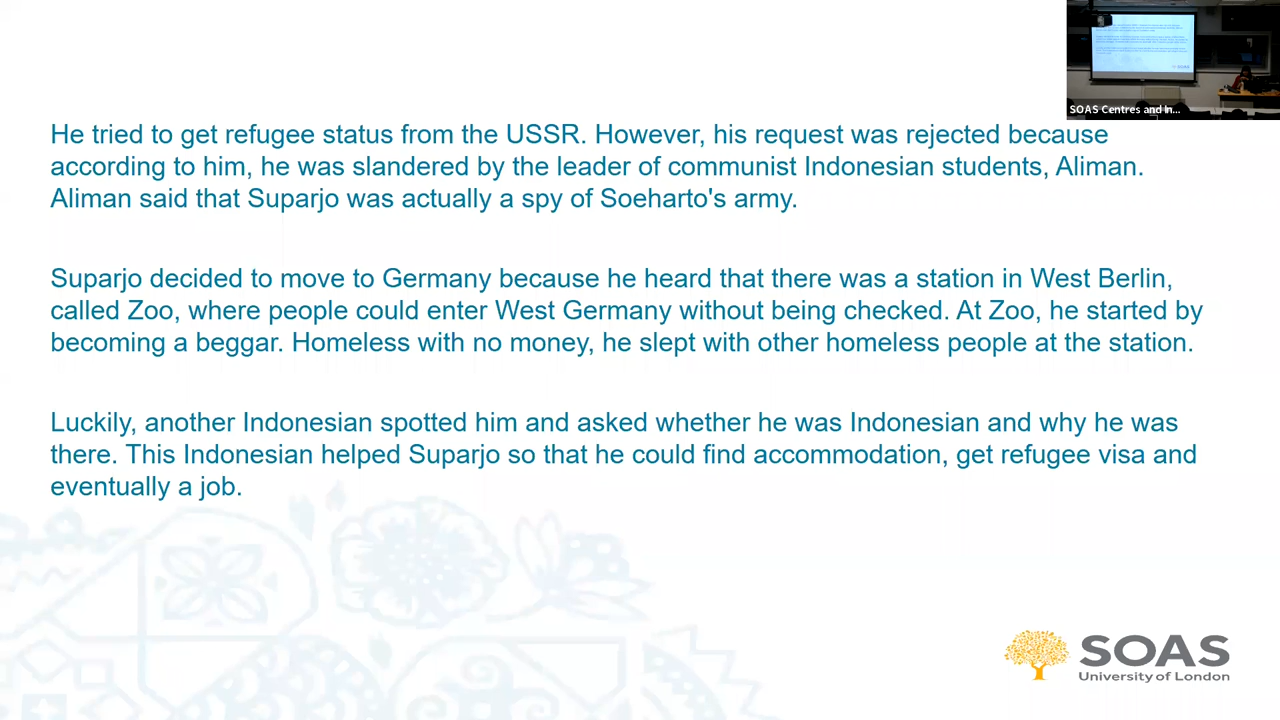 SOAS Centres and In...
He tried to get refugee status from the USSR. However, his request was rejected because
according to him, he was slandered by the leader of communist Indonesian students, Aliman.
Aliman said that Suparjo was actually a spy of Soeharto's army.
Suparjo decided to move to Germany because he heard that there was a station in West Berlin,
called Zoo, where people could enter West Germany without being checked. At Zoo, he started by
becoming a beggar. Homeless with no money, he slept with other homeless people at the station.
Luckily, another Indonesian spotted him and asked whether he was Indonesian and why he was
there. This Indonesian helped Suparjo so that he could find accommodation, get refugee visa and
eventually a job.
SOAS
University of London